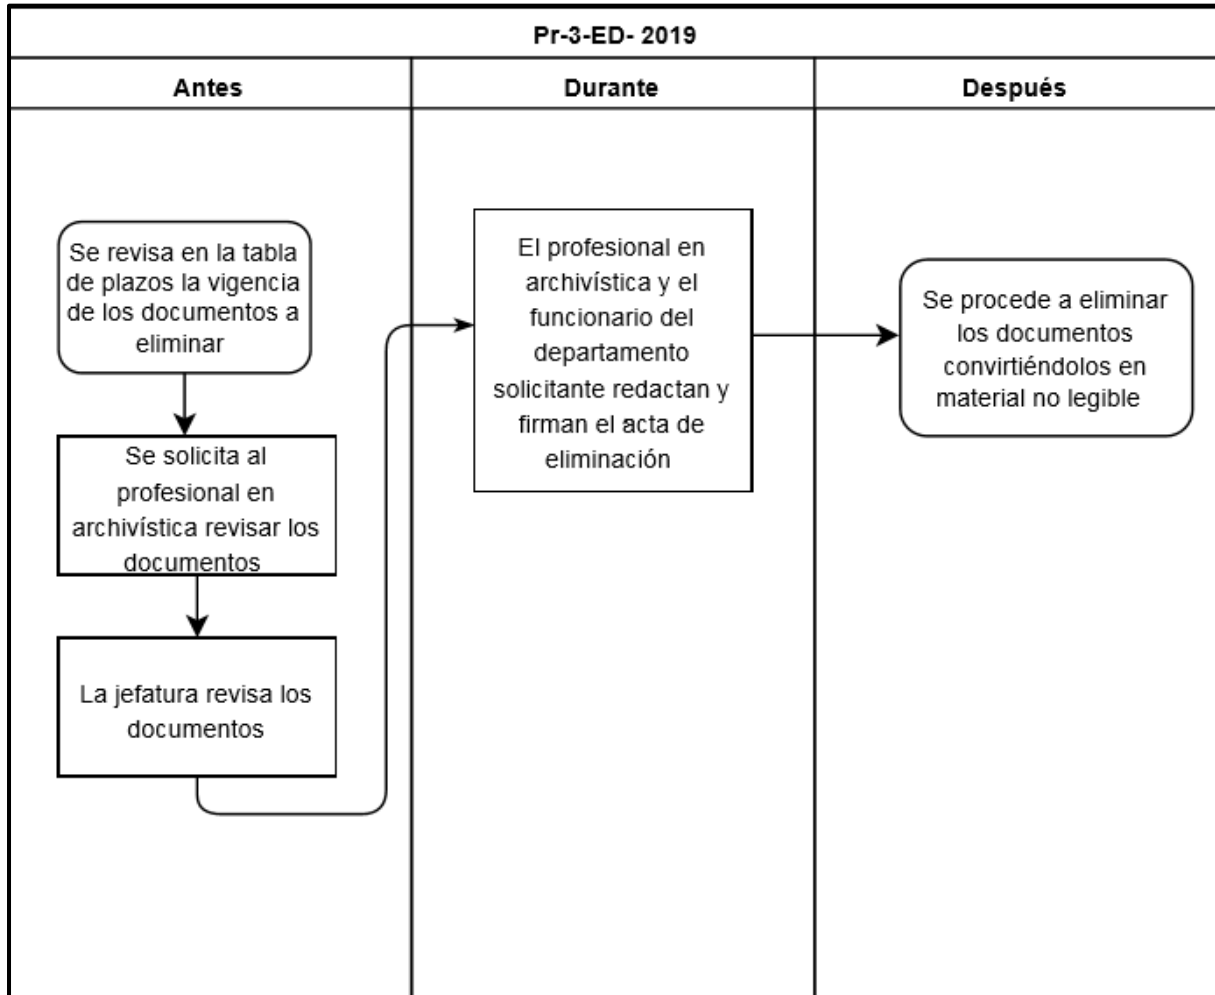 Pr-3-ED- 2019
Antes
Durante
Después
Se revisa en la tabla
de plazos la vigencia
de los documentos a
eliminar
Se solicita al
profesional en
archivística revisar los
documentos
La jefatura revisa los
documentos
El profesional en
archivística y el
funcionario del
departamento
solicitante redactan y
firman el acta de
eliminación
Se procede a eliminar
los documentos
convirtiéndolos en
material no legible